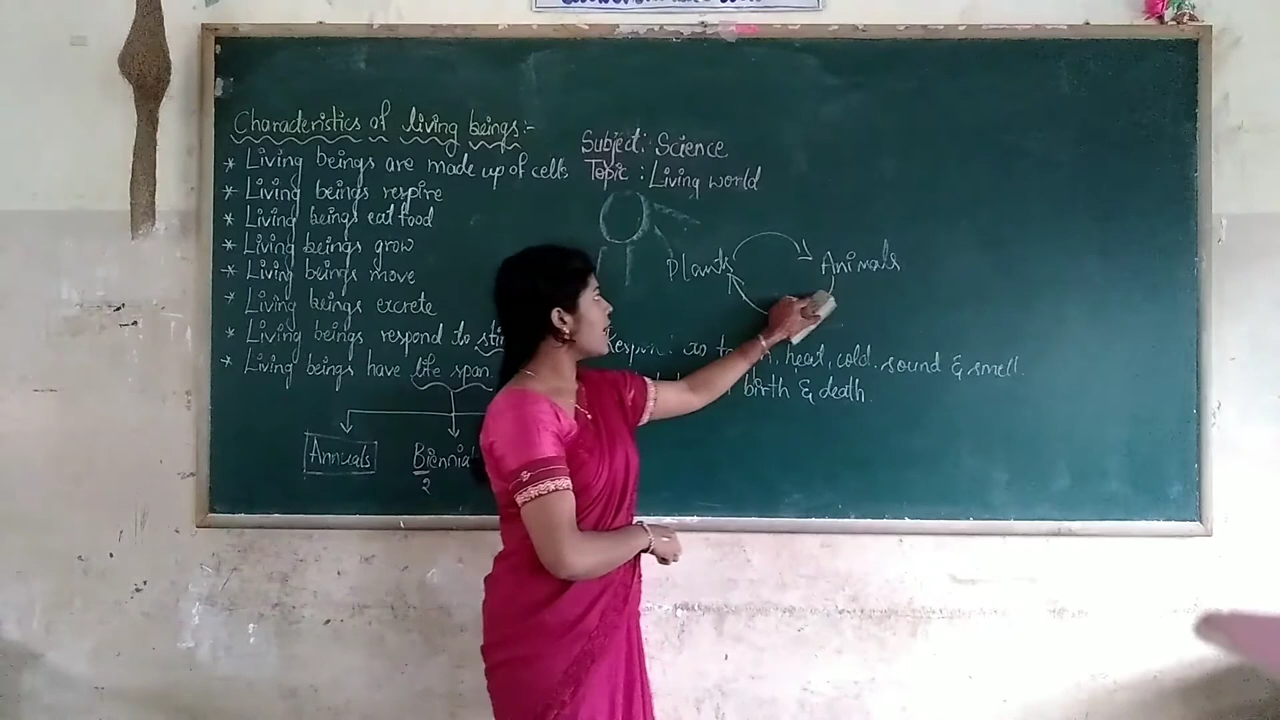 Characteristics of living beings:-
* Living beings are made up of cells
* Living beings respire
* Living beings eat food
* Living beings grow
* Living beings move
* Living beings excrete
* Living beings respond to
* Living beings have life span.
Annuals
Biennial
2
Subject: Science
Topic : Living world
Plants
Animals
heat, cold, sound & smell.
birth & death.